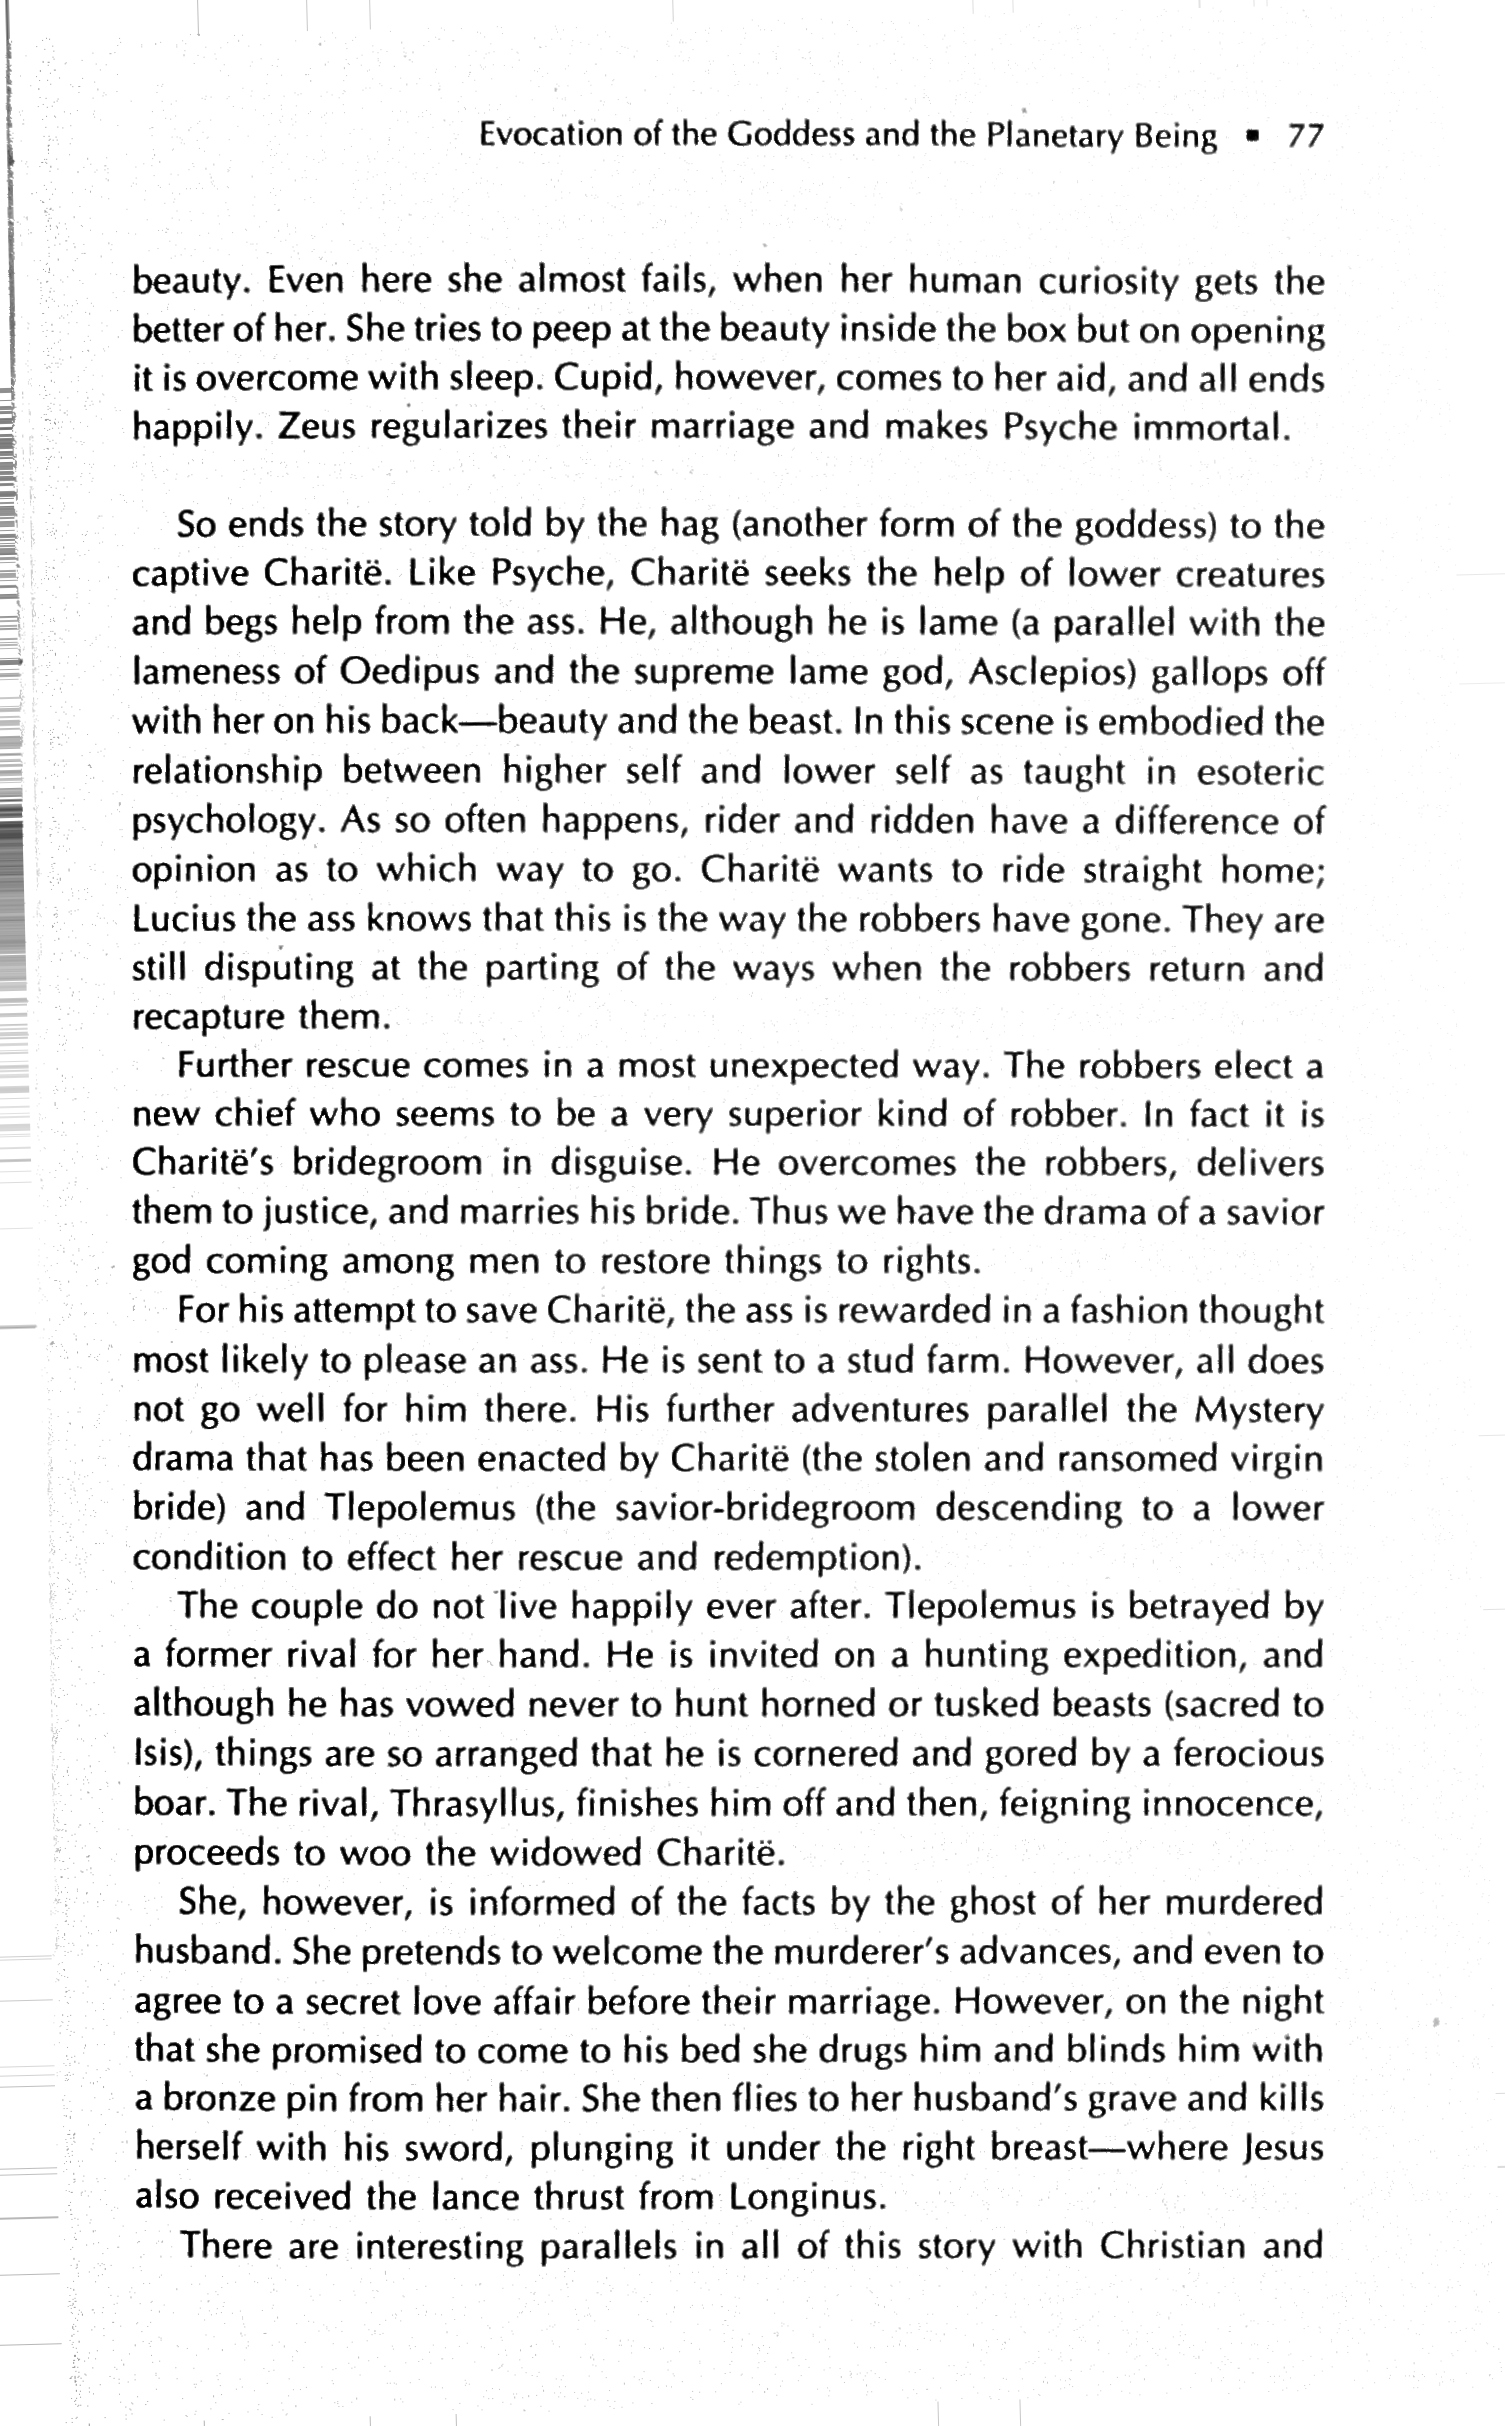 Evocation of the Goddess and the Planetary Being ▪ 77
beauty. Even here she almost fails, when her human curiosity gets the
better of her. She tries to peep at the beauty inside the box but on opening
it is overcome with sleep. Cupid, however, comes to her aid, and all ends
happily. Zeus regularizes their marriage and makes Psyche immortal.
So ends the story told by the hag (another form of the goddess) to the
captive Charitë. Like Psyche, Charitë seeks the help of lower creatures
and begs help from the ass. He, although he is lame (a parallel with the
lameness of Oedipus and the supreme lame god, Asclepios) gallops off
with her on his back—beauty and the beast. In this scene is embodied the
relationship between higher self and lower self as taught in esoteric
psychology. As so often happens, rider and ridden have a difference of
opinion as to which way to go. Charitë wants to ride straight home;
Lucius the ass knows that this is the way the robbers have gone. They are
still disputing at the parting of the ways when the robbers return and
recapture them.
Further rescue comes in a most unexpected way. The robbers elect a
new chief who seems to be a very superior kind of robber. In fact it is
Charitë's bridegroom in disguise. He overcomes the robbers, delivers
them to justice, and marries his bride. Thus we have the drama of a savior
god coming among men to restore things to rights.
For his attempt to save Charitë, the ass is rewarded in a fashion thought
most likely to please an ass. He is sent to a stud farm. However, all does
not go well for him there. His further adventures parallel the Mystery
drama that has been enacted by Charitë (the stolen and ransomed virgin
bride) and Tlepolemus (the savior-bridegroom descending to a lower
condition to effect her rescue and redemption).
The couple do not live happily ever after. Tlepolemus is betrayed by
a former rival for her hand. He is invited on a hunting expedition, and
although he has vowed never to hunt horned or tusked beasts (sacred to
Isis), things are so arranged that he is cornered and gored by a ferocious
boar. The rival, Thrasyllus, finishes him off and then, feigning innocence,
proceeds to woo the widowed Charitë.
She, however, is informed of the facts by the ghost of her murdered
husband. She pretends to welcome the murderer's advances, and even to
agree to a secret love affair before their marriage. However, on the night
that she promised to come to his bed she drugs him and blinds him with
a bronze pin from her hair. She then flies to her husband's grave and kills
herself with his sword, plunging it under the right breast—where Jesus
also received the lance thrust from Longinus.
There are interesting parallels in all of this story with Christian and